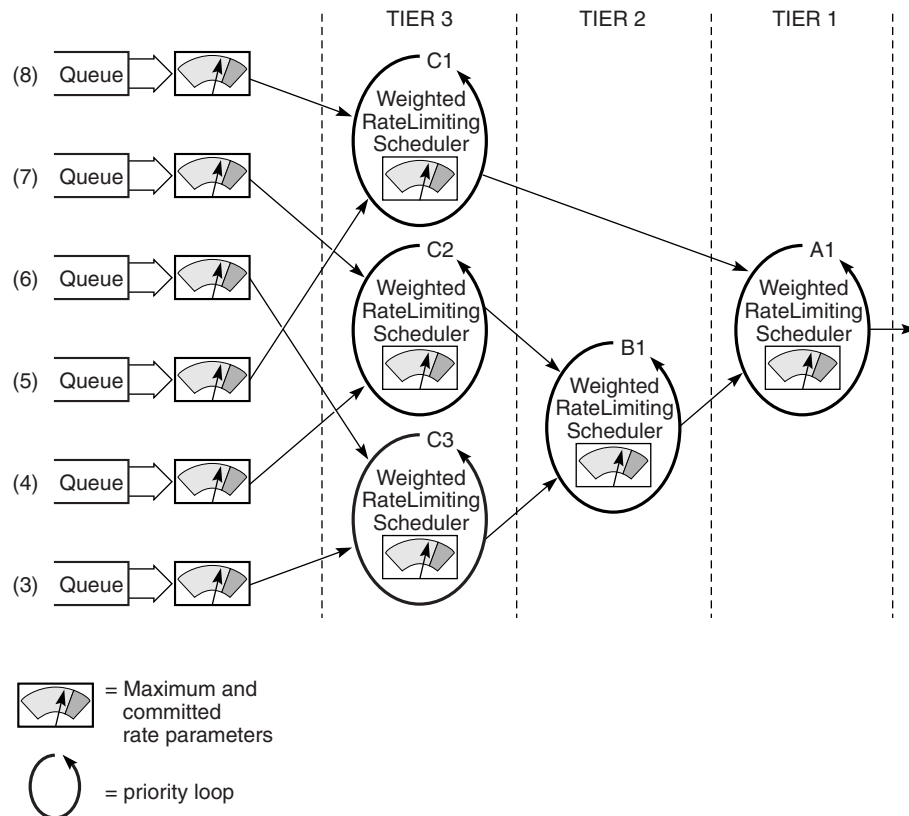 TIER 3
TIER 2
TIER 1
(8)
Queue
(7)
Queue
(6)
Queue
(5)
Queue
(4)
Queue
(3)
Queue
C1
Weighted
RateLimiting
Scheduler
C2
Weighted
RateLimiting
Scheduler
C3
Weighted
RateLimiting
Scheduler
B1
Weighted
RateLimiting
Scheduler
A1
Weighted
RateLimiting
Scheduler
= Maximum and
committed
rate parameters
= priority loop